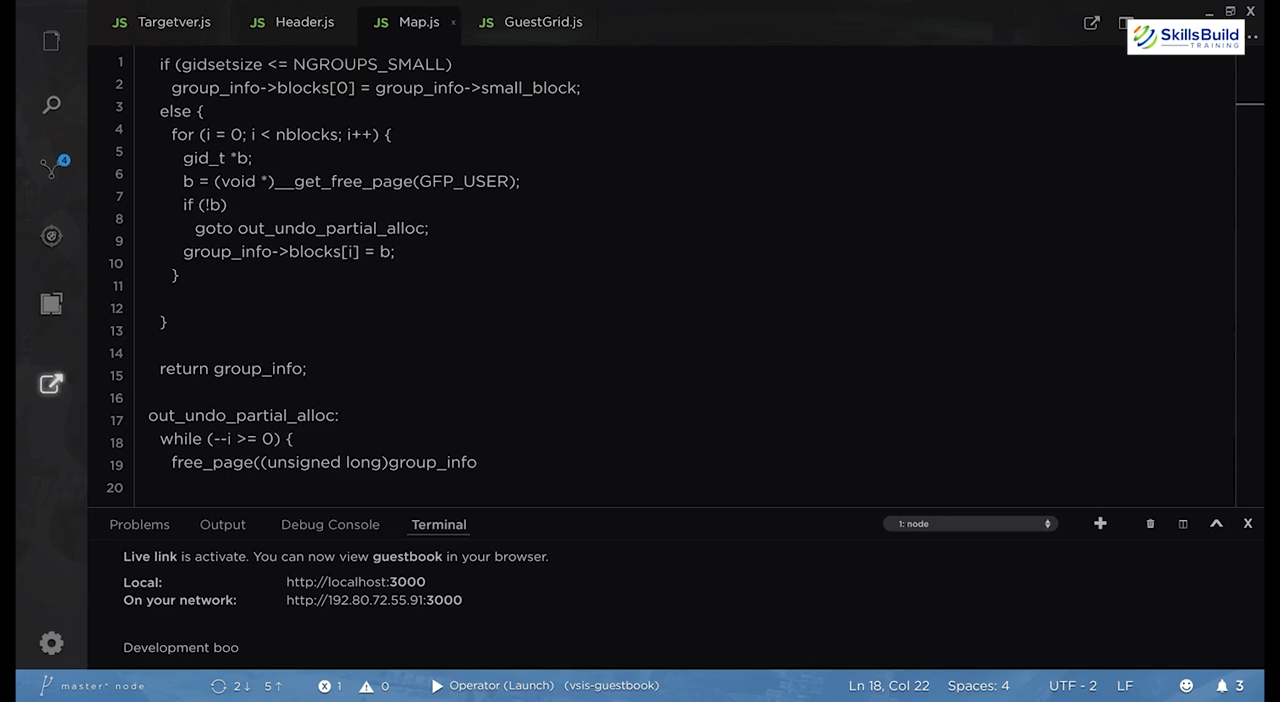 JS Targetver.js JS Header.js JS Map.js x JS GuestGrid.js
SkillsBuild
TRAINING
1 if (gidsetsize <= NGROUPS_SMALL)
2 group_info->blocks[0] = group_info->small_block;
3 else {
4 for (i = 0; i < nblocks; i++) {
5 gid_t *b;
6 b = (void *)__get_free_page(GFP_USER);
7 if (!b)
8 goto out_undo_partial_alloc;
9 group_info->blocks[i] = b;
10 }
11
12 }
13
14 return group_info;
15
16 out_undo_partial_alloc:
17 while (--i >= 0) {
18 free_page((unsigned long)group_info
19
20
4
Problems Output Debug Console Terminal 1: node
Live link is activate. You can now view guestbook in your browser.
Local: http://localhost:3000
On your network: http://192.80.72.55.91:3000
Development boo
master* node 2↓ 5↑ 1 0 Operator (Launch) (vsis-guestbook) Ln 18, Col 22 Spaces: 4 UTF - 2 LF 3